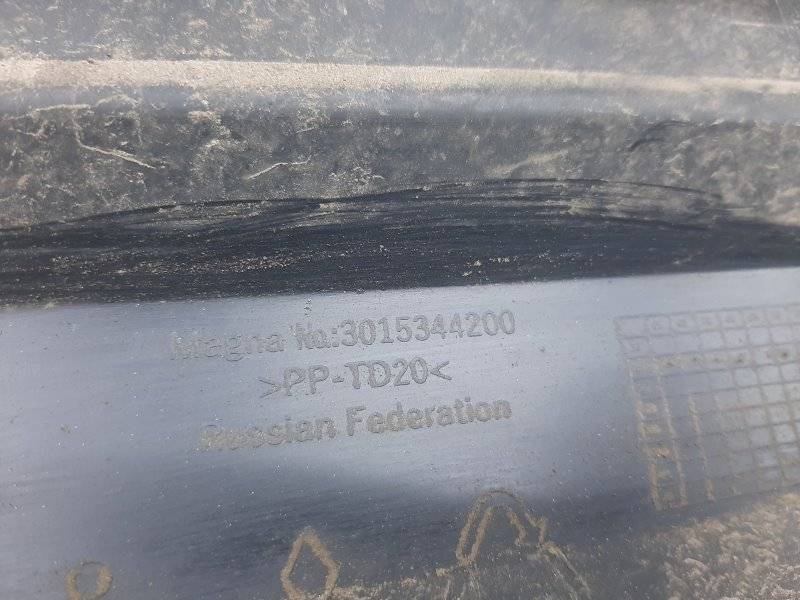 Magna No:3015344200
>PP-TD20<
Russian Federation